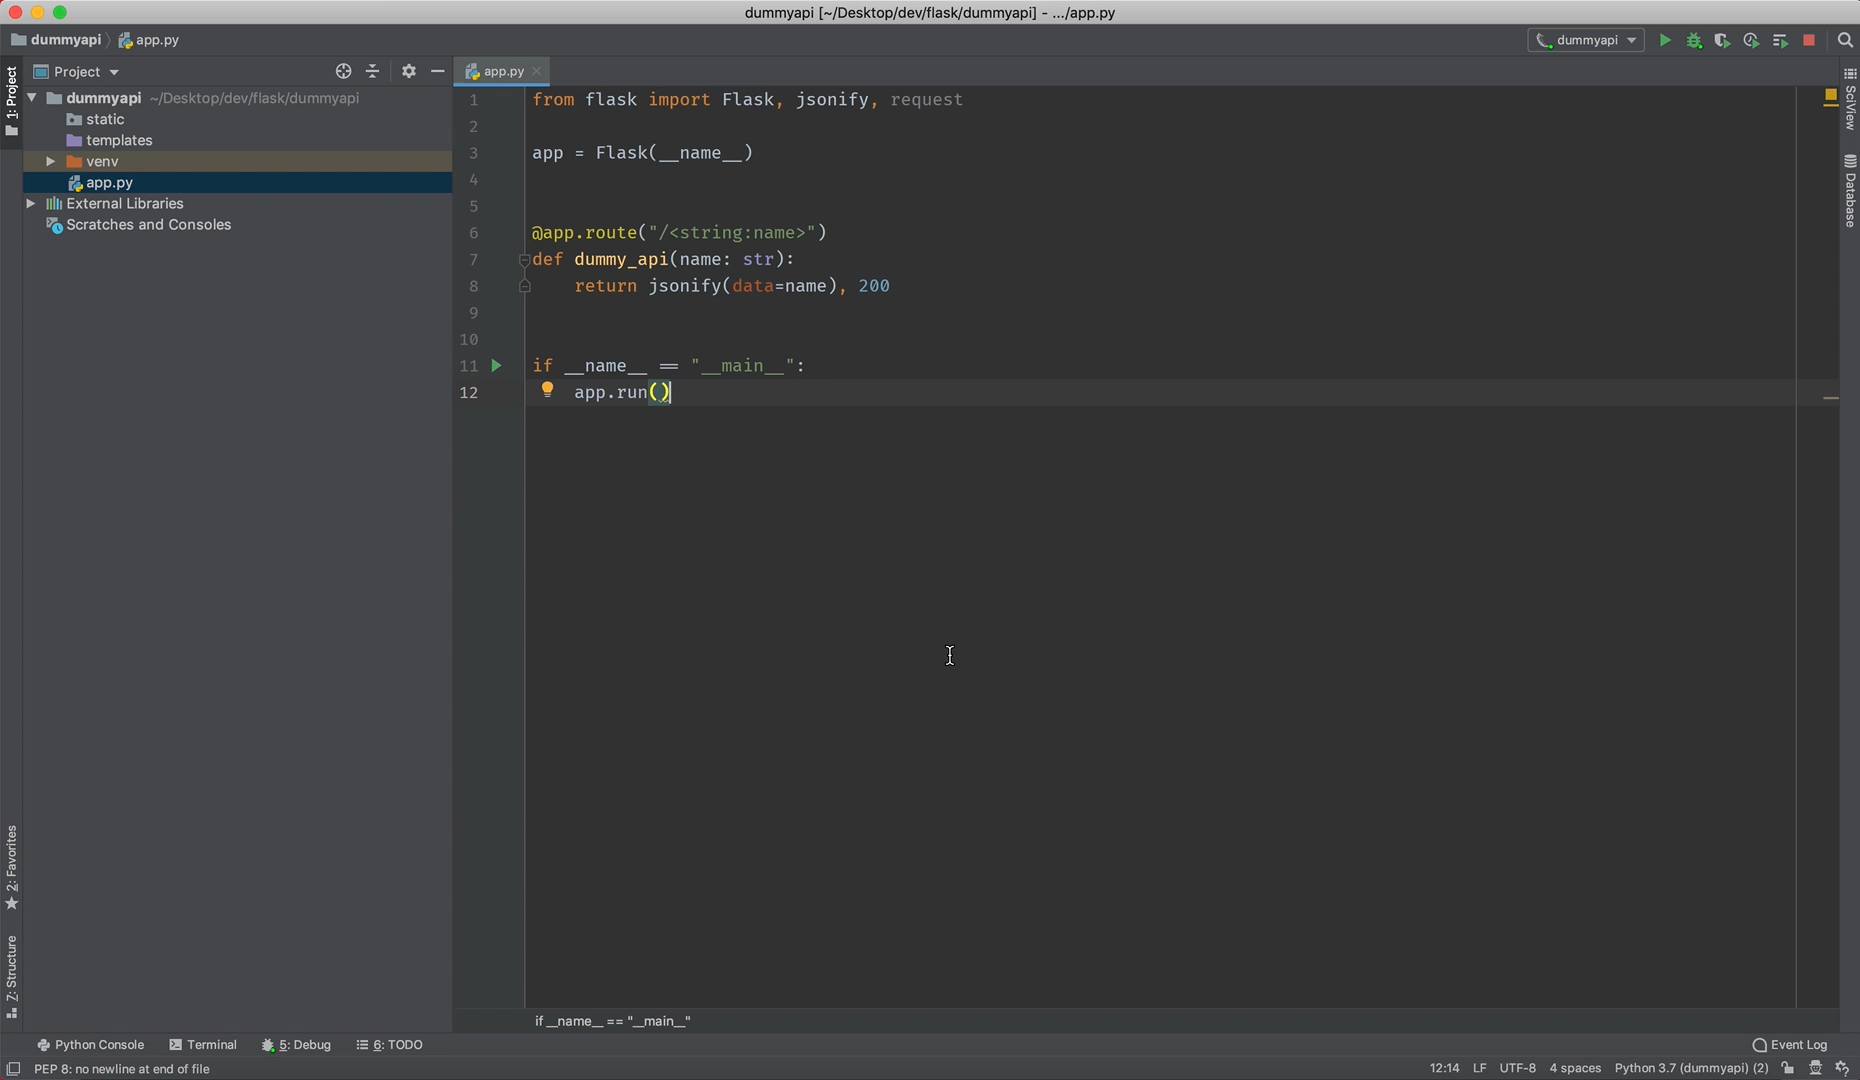 dummyapi [~/Desktop/dev/flask/dummyapi] - .../app.py
dummyapi app.py dummyapi
Project
app.py
1: Project
dummyapi ~/Desktop/dev/flask/dummyapi
static
templates
venv
app.py
External Libraries
Scratches and Consoles
1 from flask import Flask, jsonify, request
2
3 app = Flask(__name__)
4
5
6 @app.route("/<string:name>")
7 def dummy_api(name: str):
8 return jsonify(data=name), 200
9
10
11 if __name__ == "__main__":
12 app.run()
SciView
Database
2: Favorites
7: Structure
if __name__ == "__main__"
Python Console Terminal 5: Debug 6: TODO Event Log
PEP 8: no newline at end of file 12:14 LF UTF-8 4 spaces Python 3.7 (dummyapi) (2)